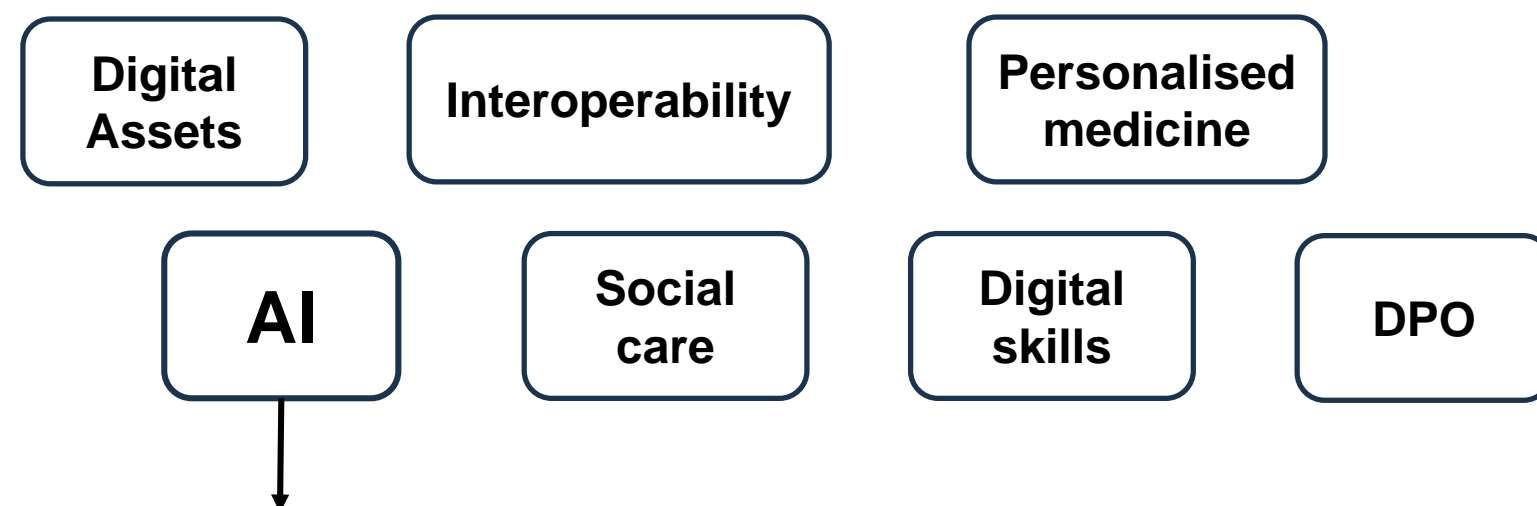 Digital
Assets
Interoperability
Personalised
medicine
AI
Social
care
Digital
skills
DPO